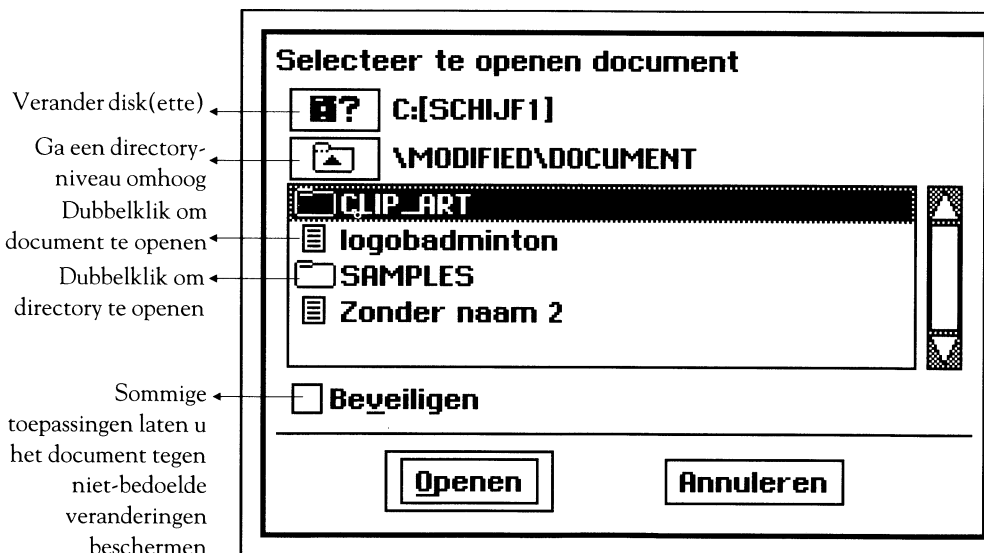 Selecteer te openen document
Verander disk(ette)
? C:[SCHIJF1]
Ga een directory-
niveau omhoog
\MODIFIED\DOCUMENT
Dubbelklik om
document te openen
CLIP_ART
logobadminton
Dubbelklik om
directory te openen
SAMPLES
Zonder naam 2
Sommige
toepassingen laten u
het document tegen
niet-bedoelde
veranderingen
beschermen
Beveiligen
Openen
Annuleren